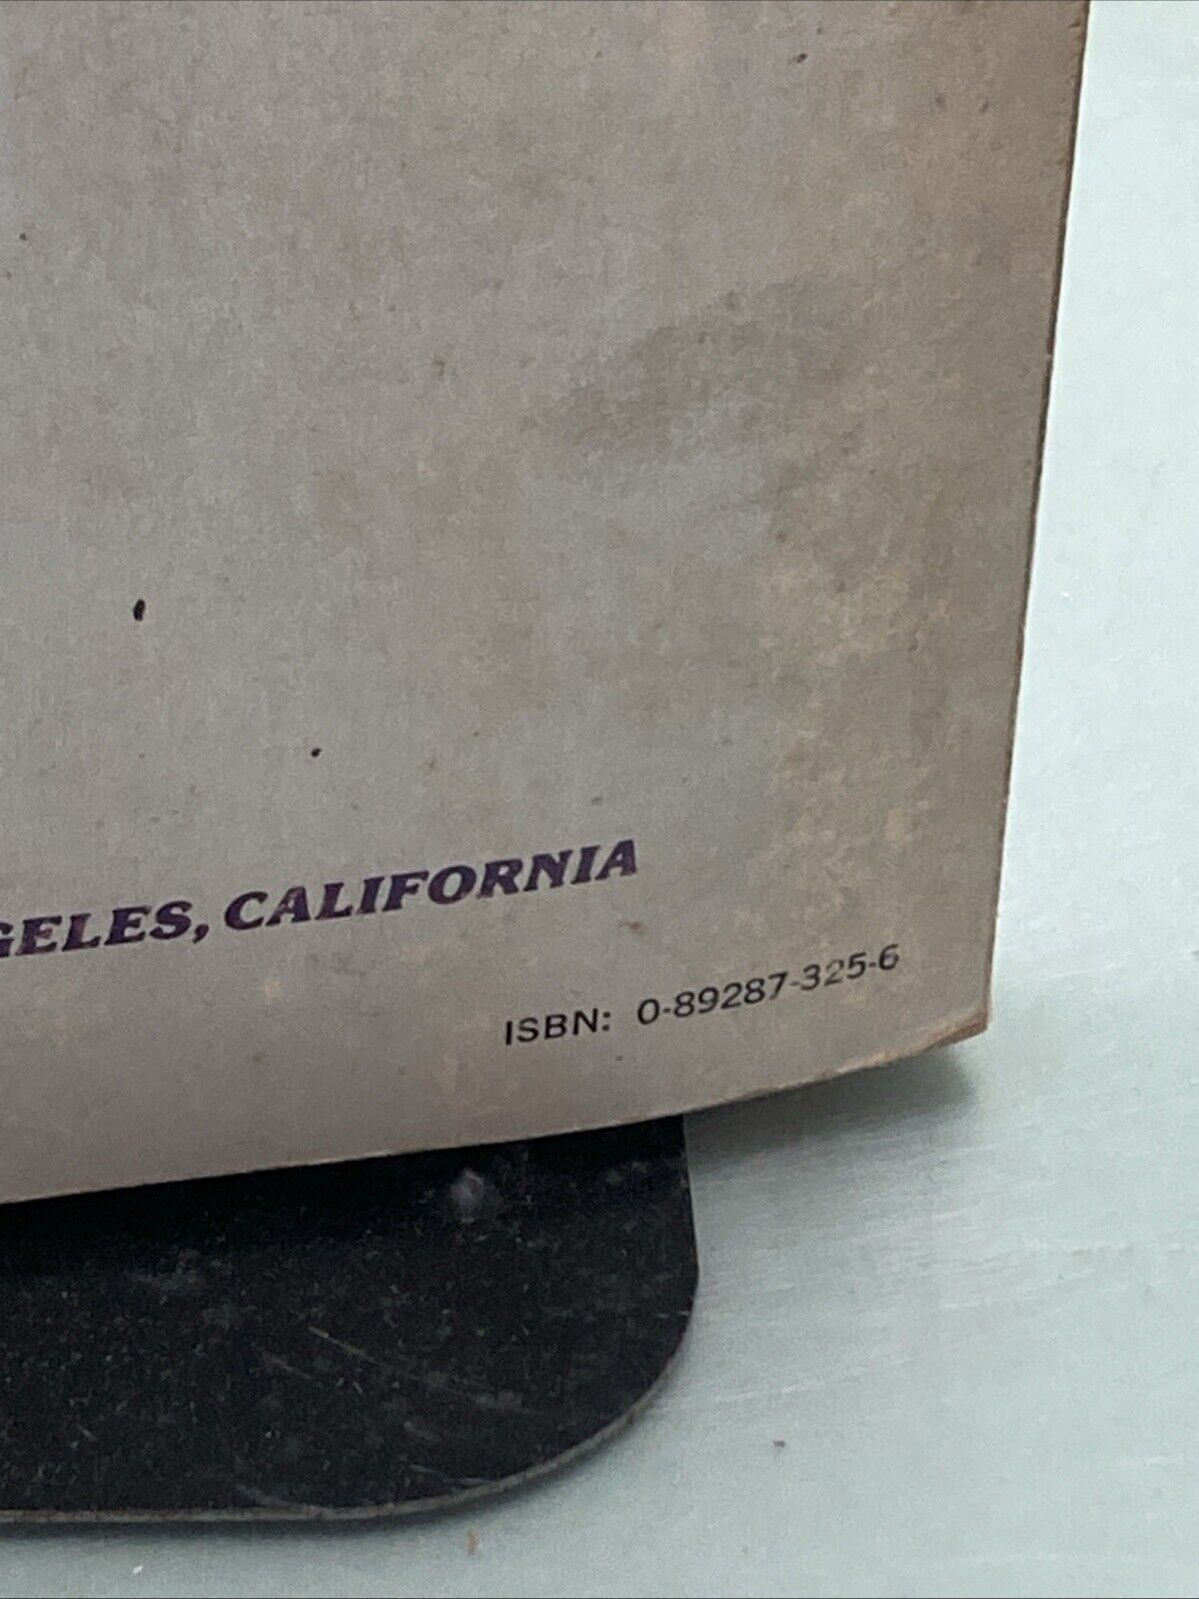 GELES, CALIFORNIA
ISBN: 0-89287-325-6